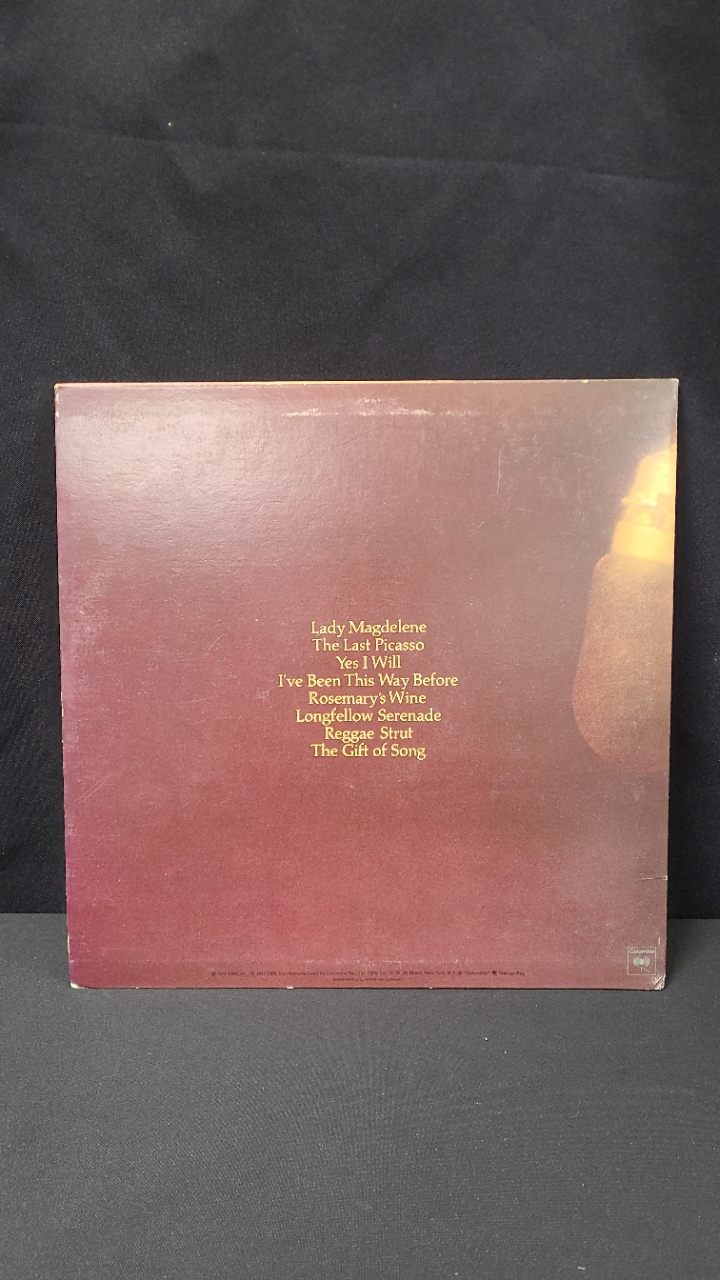 Lady Magdelene
The Last Picasso
Yes I Will
I've Been This Way Before
Rosemary's Wine
Longfellow Serenade
Reggae Strut
The Gift of Song
Columbia